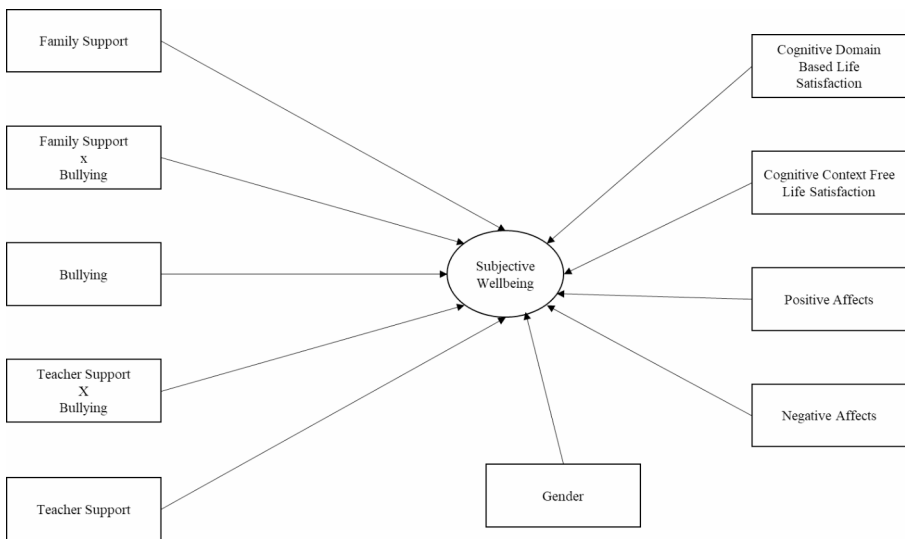 Family Support
Family Support
x
Bullying
Bullying
Teacher Support
X
Bullying
Teacher Support
Subjective
Wellbeing
Gender
Cognitive Domain
Based Life
Satisfaction
Cognitive Context Free
Life Satisfaction
Positive Affects
Negative Affects